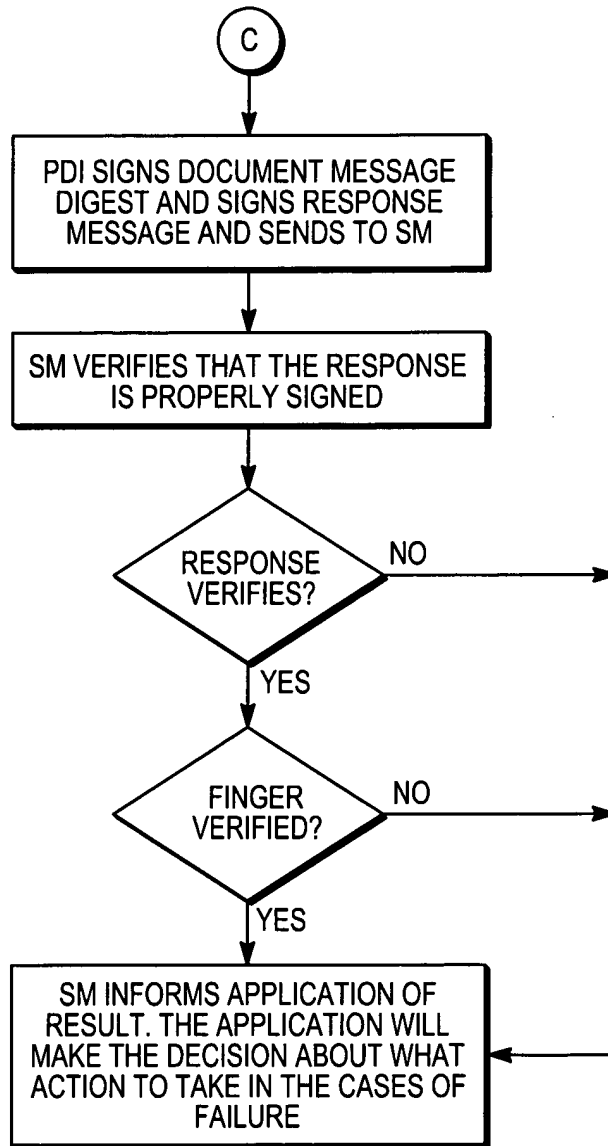 C
PDI SIGNS DOCUMENT MESSAGE
DIGEST AND SIGNS RESPONSE
MESSAGE AND SENDS TO SM
SM VERIFIES THAT THE RESPONSE
IS PROPERLY SIGNED
RESPONSE
VERIFIES?
NO
YES
FINGER
VERIFIED?
NO
YES
SM INFORMS APPLICATION OF
RESULT. THE APPLICATION WILL
MAKE THE DECISION ABOUT WHAT
ACTION TO TAKE IN THE CASES OF
FAILURE